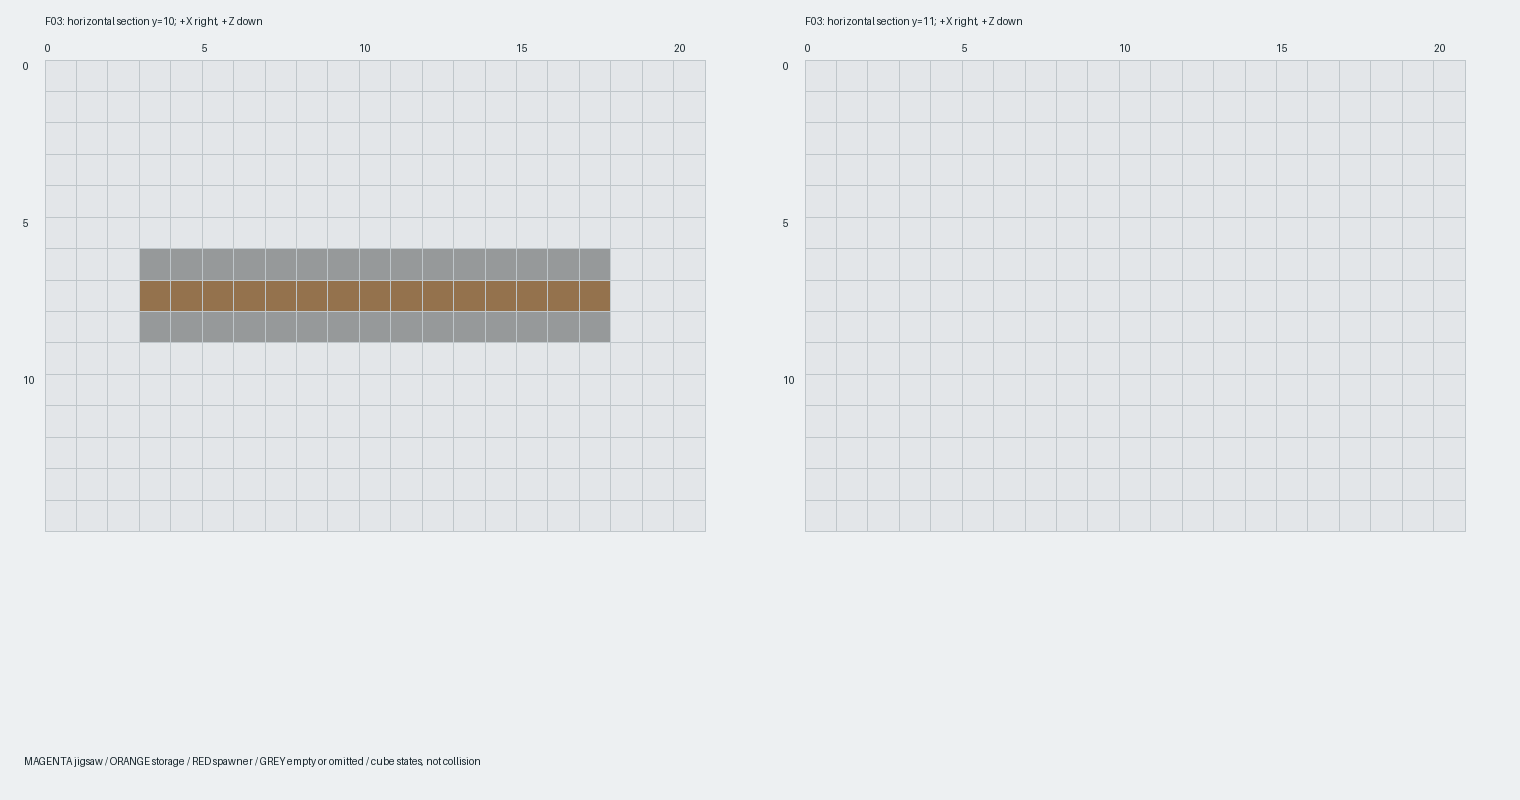 F03: horizontal section y=10; +X right, +Z down
F03: horizontal section y=11; +X right, +Z down
0 5 10 15 20
0 5 10 15 20
0
0
5
5
10
10
MAGENTA jigsaw / ORANGE storage / RED spawner / GREY empty or omitted / cube states, not collision